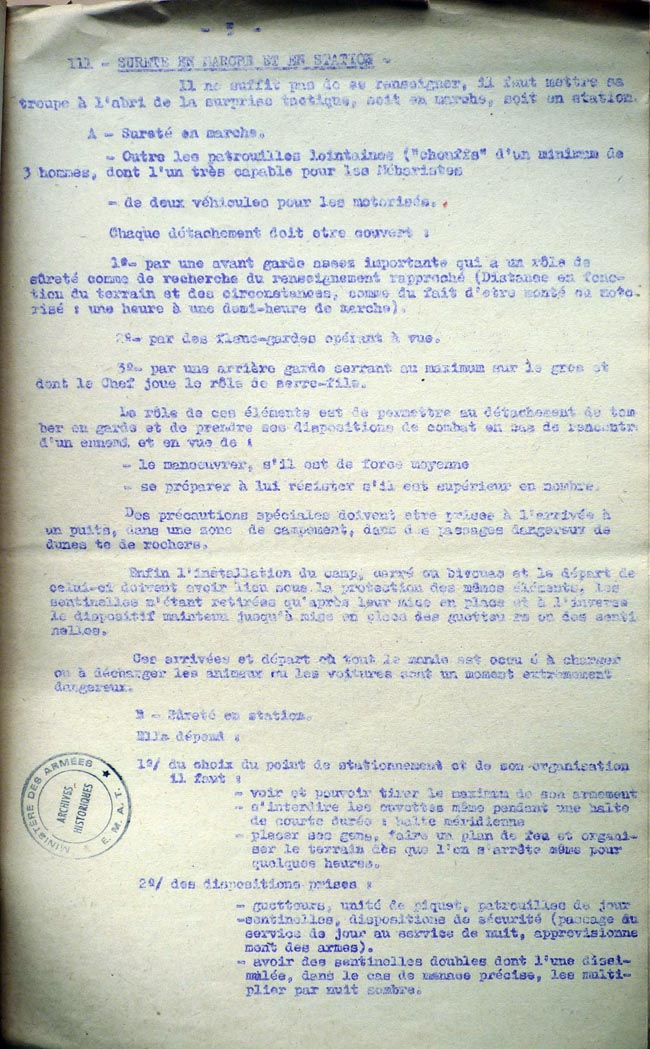 - 5 -
111 - SURETE EN MARCHE ET EN STATION -
Il ne suffit pas de se renseigner, il faut mettre sa
troupe à l'abri de la surprise tactique, soit en marche, soit en station.
A - Sureté en marche.
- Outre les patrouilles lointaines ("chouffs" d'un minimum de
3 hommes, dont l'un très capable pour les Méharistes
- de deux véhicules pour les motorisés.
Chaque détachement doit etre couvert :
1º- par une avant garde assez importante qui a un rôle de
sûreté comme de recherche du renseignement rapproché (Distance en fonc-
tion du terrain et des circonstances, comme du fait d'etre monté ou moto-
risé : une heure à une demi-heure de marche).
2º- par des flanc-gardes opérant à vue.
3º- par une arrière garde serrant au maximum sur le gros et
dont le Chef joue le rôle de serre-file.
Le rôle de ces éléments est de permettre au détachement de tom
ber en garde et de prendre ses dispositions de combat en cas de rencontr
d'un ennemi et en vue de :
- le manoeuvrer, s'il est de force moyenne
- se préparer à lui résister s'il est supérieur en nombre.
Des précautions spéciales doivent etre prises à l'arrivée à
un puits, dans une zone de campement, dans des passages dangereux de
dunes te de rochers.
Enfin l'installation du camp, carré ou bivouac et le départ de
celui-ci doivent avoir lieu sous la protection des mêmes éléments, les
sentinelles n'étant retirées qu'après leur mise en place et à l'inverse
le dispositif maintenu jusqu'à mise en place des guetteu rs ou des senti
nelles.
Ces arrivées et départ où tout le monde est occu é à charger
ou à décharger les animaux ou les voitures sont un moment extremement
dangereux.
B - Sûreté en station.
Elle dépend :
1º/ du choix du point de stationnement et de son organisation
il faut :
- voir et pouvoir tirer le maximum de son armement
- s'interdire les cuvettes même pendant une halte
de courte durée : halte méridienne
- placer ses gens, faire un plan de feu et organi-
ser le terrain dès que l'on s'arrête même pour
quelques heures.
2º/ des dispositions prises :
- guetteurs, unité de piquet, patrouilles de jour
-sentinelles, dispositions de sécurité (passage du
service de jour au service de nuit, approvisionne
ment des armes).
- avoir des sentinelles doubles dont l'une dissi-
mulée, dans le cas de menace précise, les multi-
plier par nuit sombre.
MINISTÈRE DES ARMÉES
E. M. A. T.
ARCHIVES
HISTORIQUES